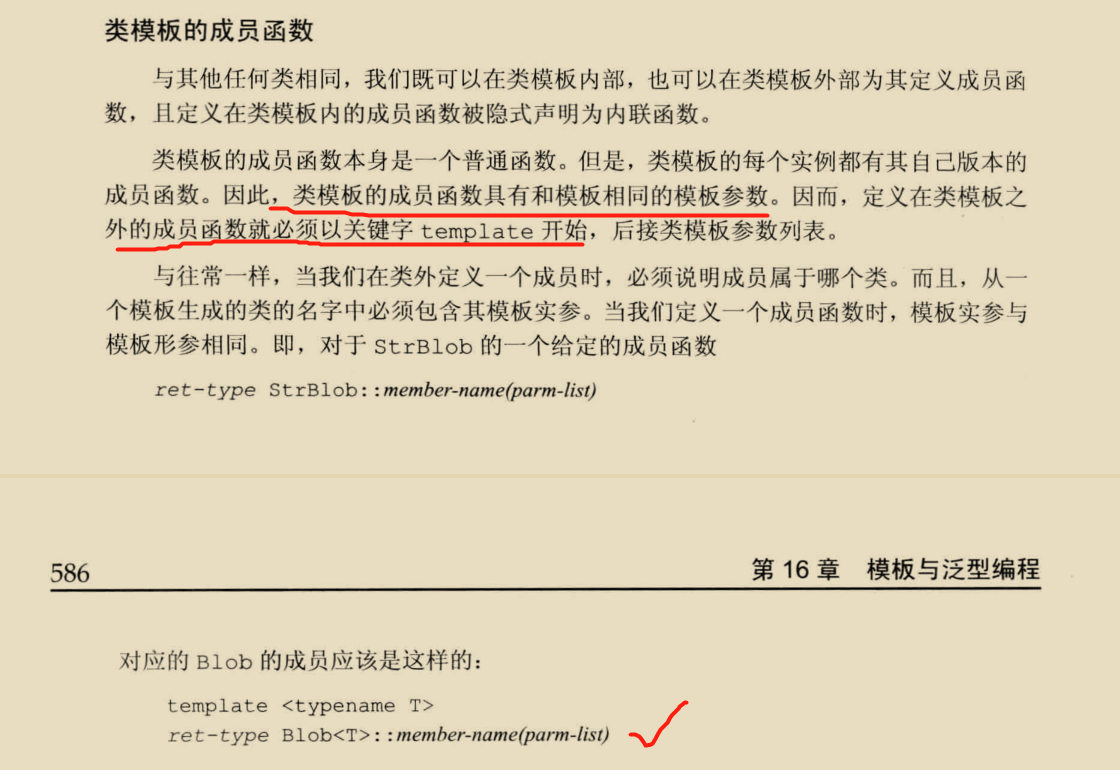 类模板的成员函数
与其他任何类相同，我们既可以在类模板内部，也可以在类模板外部为其定义成员函
数，且定义在类模板内的成员函数被隐式声明为内联函数。
类模板的成员函数本身是一个普通函数。但是，类模板的每个实例都有其自己版本的
成员函数。因此，类模板的成员函数具有和模板相同的模板参数。因而，定义在类模板之
外的成员函数就必须以关键字 template 开始，后接类模板参数列表。
与往常一样，当我们在类外定义一个成员时，必须说明成员属于哪个类。而且，从一
个模板生成的类的名字中必须包含其模板实参。当我们定义一个成员函数时，模板实参与
模板形参相同。即，对于 StrBlob 的一个给定的成员函数
ret-type StrBlob::member-name(parm-list)
586
第 16 章 模板与泛型编程
对应的 Blob 的成员应该是这样的：
template <typename T>
ret-type Blob<T>::member-name(parm-list)